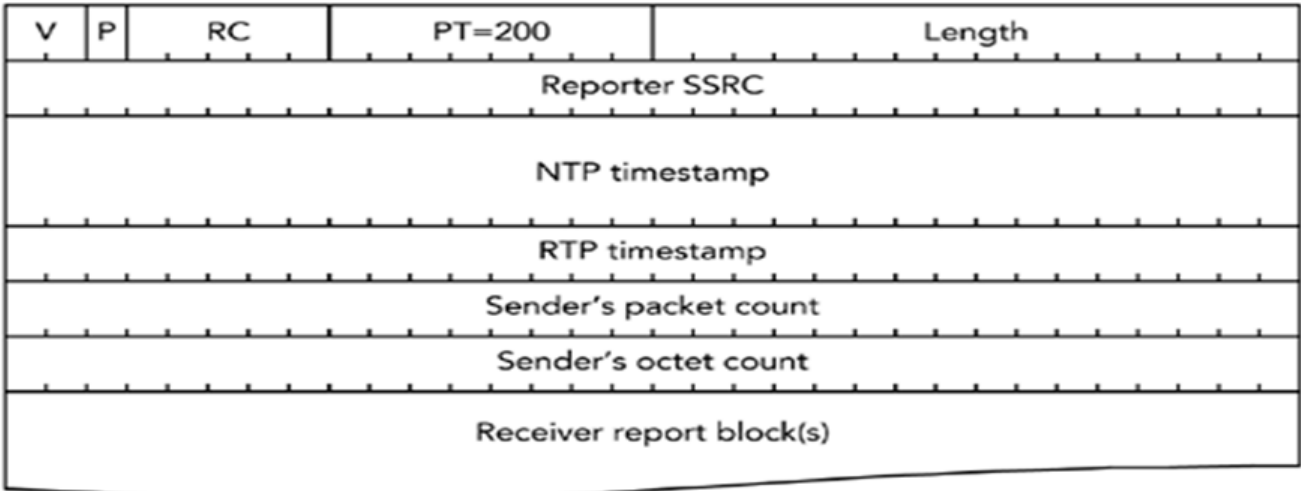 V P RC PT=200 Length
Reporter SSRC
NTP timestamp
RTP timestamp
Sender’s packet count
Sender’s octet count
Receiver report block(s)